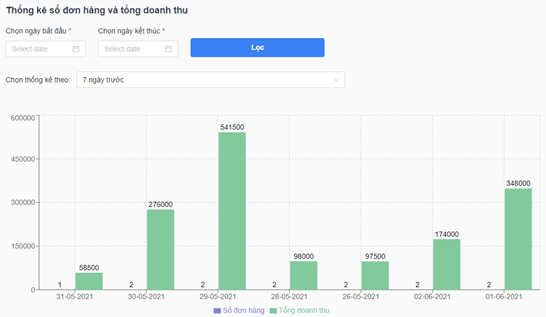 Thống kê số đơn hàng và tổng doanh thu
Chọn ngày bắt đầu * Chọn ngày kết thúc *
Select date Select date Lọc
Chọn thống kê theo: 7 ngày trước
600000
450000
300000
150000
0
1 58500 2 276000 2 541500 2 98000 2 97500 2 174000 2 348000
31-05-2021 30-05-2021 29-05-2021 28-05-2021 26-05-2021 02-06-2021 01-06-2021
Số đơn hàng Tổng doanh thu